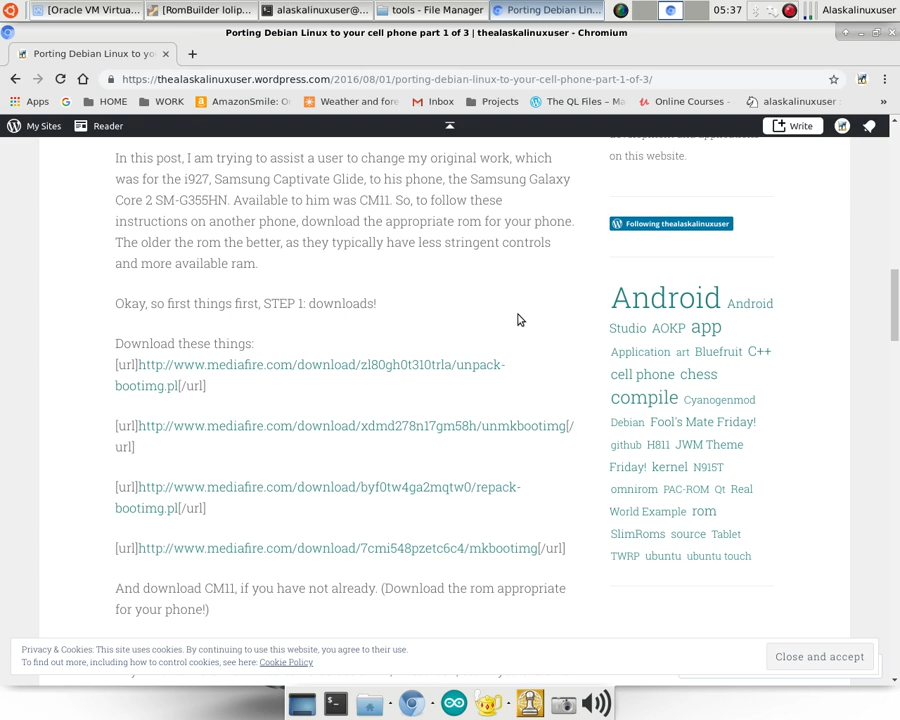 [Oracle VM Virtua... [RomBuilder lolip... alaskalinuxuser@... tools - File Manager Porting Debian Lin... 05:37 Alaskalinuxuser
Porting Debian Linux to your cell phone part 1 of 3 | thealaskalinuxuser - Chromium
Porting Debian Linux to yo
https://thealaskalinuxuser.wordpress.com/2016/08/01/porting-debian-linux-to-your-cell-phone-part-1-of-3/
Apps HOME WORK AmazonSmile: Weather and fore Inbox Projects The QL Files – Ma Online Courses - alaskalinuxuser »
My Sites Reader Write
on this website.
In this post, I am trying to assist a user to change my original work, which
was for the i927, Samsung Captivate Glide, to his phone, the Samsung Galaxy
Core 2 SM-G355HN. Available to him was CM11. So, to follow these
instructions on another phone, download the appropriate rom for your phone.
The older the rom the better, as they typically have less stringent controls
and more available ram.
Okay, so first things first, STEP 1: downloads!
Download these things:
[url]http://www.mediafire.com/download/zl80gh0t310trla/unpack-
bootimg.pl[/url]
[url]http://www.mediafire.com/download/xdmd278n17gm58h/unmkbootimg[/
url]
[url]http://www.mediafire.com/download/byf0tw4ga2mqtw0/repack-
bootimg.pl[/url]
[url]http://www.mediafire.com/download/7cmi548pzetc6c4/mkbootimg[/url]
And download CM11, if you have not already. (Download the rom appropriate
for your phone!)
Following thealaskalinuxuser
Android Android
Studio AOKP app
Application art Bluefruit C++
cell phone chess
compile Cyanogenmod
Debian Fool's Mate Friday!
github H811 JWM Theme
Friday! kernel N915T
omnirom PAC-ROM Qt Real
World Example rom
SlimRoms source Tablet
TWRP ubuntu ubuntu touch
Privacy & Cookies: This site uses cookies. By continuing to use this website, you agree to their use.
To find out more, including how to control cookies, see here: Cookie Policy
Close and accept